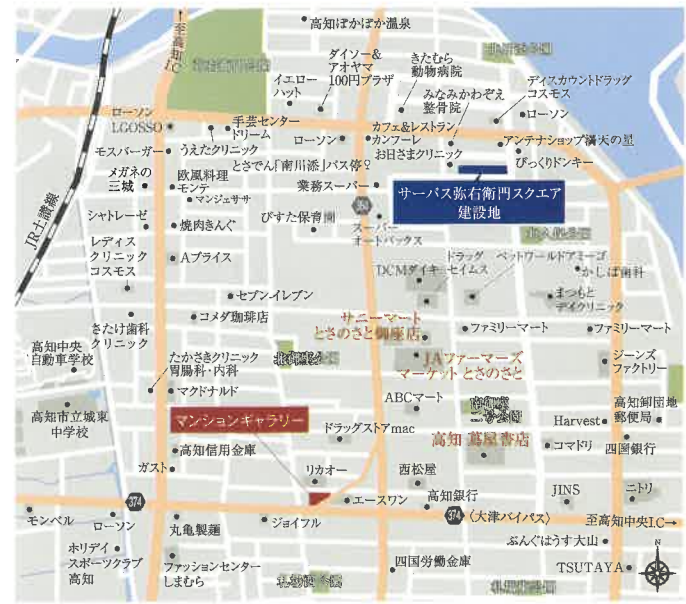 高知ぽかぽか温泉
至高知I.C
ダイソー＆
アオヤマ
100円プラザ
きたむら
動物病院
イエロー
ハット
みなみかわぞえ
整骨院
ディスカウントドラッグ
コスモス
ローソン
LGOSSO
手芸センター
ドリーム
ローソン
カフェ&レストラン
カンフーレ
ローソン
アンテナショップ満天の星
モスバーガー
うえたクリニック
お日さまクリニック
びっくりドンキー
とさでん「南川添」バス停
メガネの
三城
欧風料理
モンテ
業務スーパー
サーパス弥右衛門スクエア
建設地
マンジェササ
JR土讃線
シャトレーゼ
焼肉きんぐ
ぴすた保育園
384
スーパー
オートバックス
レディス
クリニック
コスモス
Aプライス
DCMダイキ
ドラッグ
セイムス
ペットワールドアミーゴ
かしば歯科
セブン-イレブン
まつもと
デイクリニック
さたけ歯科
クリニック
コメダ珈琲店
サニーマート
とさのさと御座店
ファミリーマート
ファミリーマート
高知中央
自動車学校
たかさきクリニック
胃腸科・内科
JAファーマーズ
マーケットとさのさと
ジーンズ
ファクトリー
マクドナルド
ABCマート
高知市立城東
中学校
マンションギャラリー
ドラッグストアmac
高知 蔦屋書店
Harvest
高知卸団地
郵便局
コマドリ
四国銀行
高知信用金庫
ガスト
リカオー
西松屋
JINS
ニトリ
374
エースワン
高知銀行
374
〈大津バイパス〉
至高知中央I.C→
モンベル
ローソン
丸亀製麺
ジョイフル
ぶんぐはうす大山
ホリデイ
スポーツクラブ
高知
ファッションセンター
しまむら
四国労働金庫
TSUTAYA
N